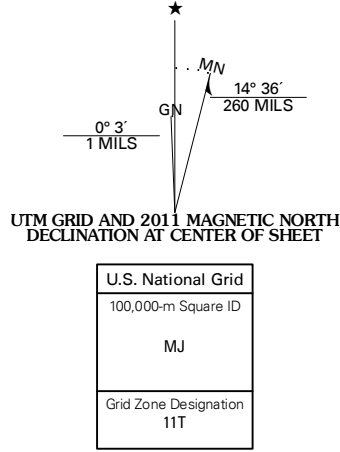 ★
MN
14° 36´
260 MILS
GN
0° 3´
1 MILS
UTM GRID AND 2011 MAGNETIC NORTH
DECLINATION AT CENTER OF SHEET
U.S. National Grid
100,000-m Square ID
MJ
Grid Zone Designation
11T